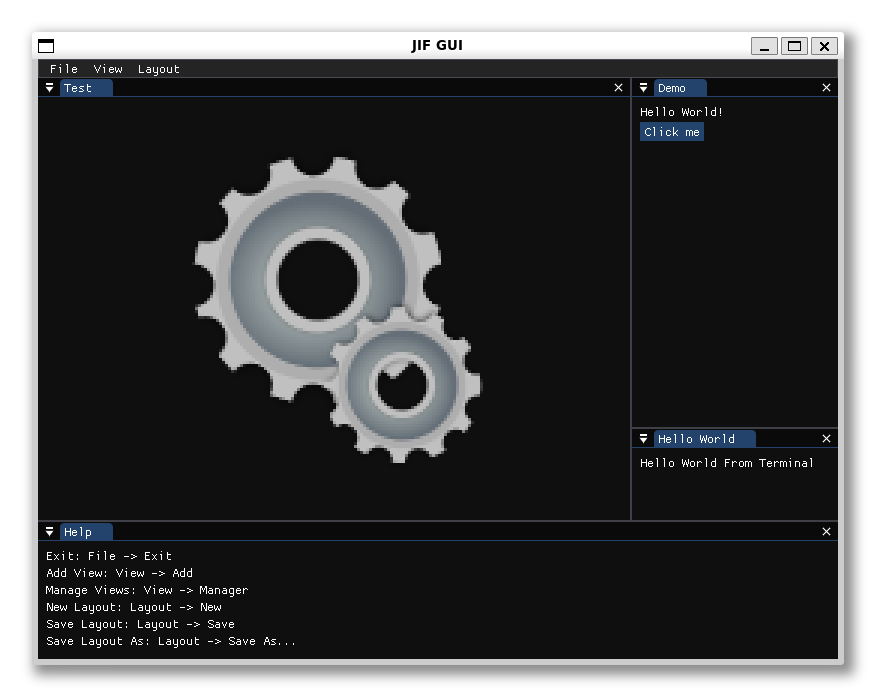 JIF GUI
File View Layout
Test
Demo
Hello World!
Click me
Hello World
Hello World From Terminal
Help
Exit: File -> Exit
Add View: View -> Add
Manage Views: View -> Manager
New Layout: Layout -> New
Save Layout: Layout -> Save
Save Layout As: Layout -> Save As...